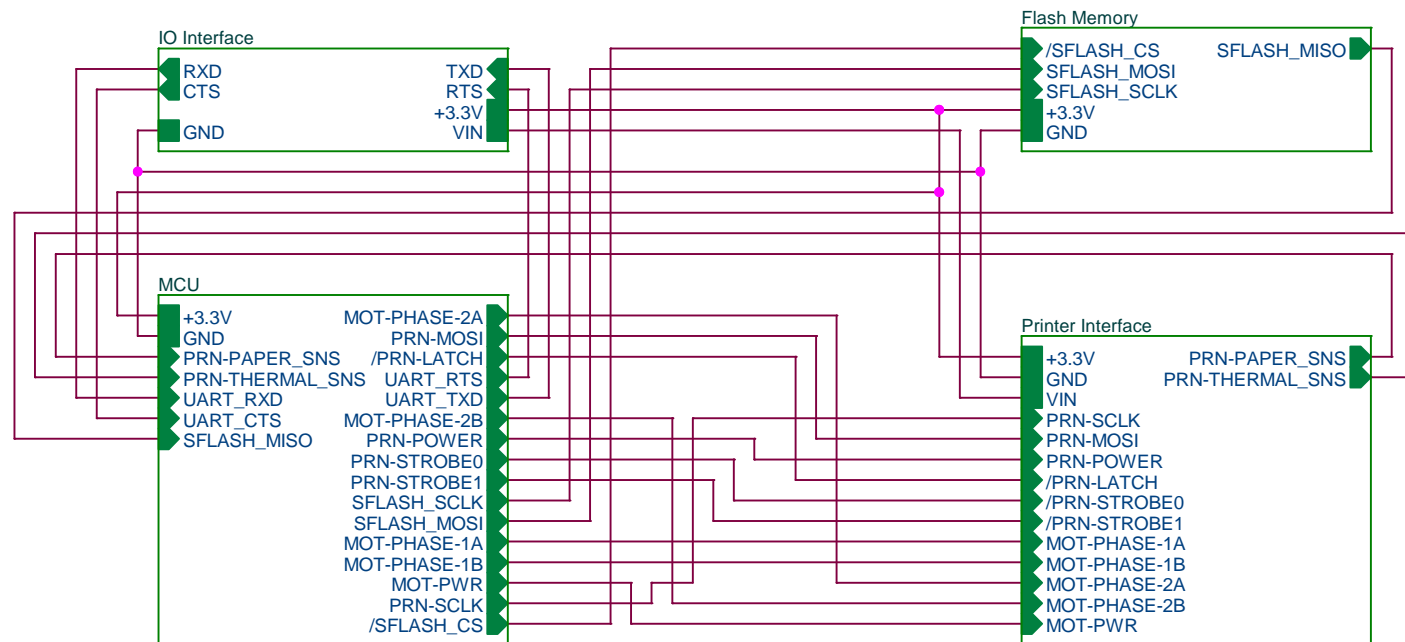 IO Interface
RXD
CTS
GND
TXD
RTS
+3.3V
VIN
Flash Memory
/SFLASH_CS
SFLASH_MOSI
SFLASH_SCLK
+3.3V
GND
SFLASH_MISO
MCU
+3.3V
GND
PRN-PAPER_SNS
PRN-THERMAL_SNS
UART_RXD
UART_CTS
SFLASH_MISO
MOT-PHASE-2A
PRN-MOSI
/PRN-LATCH
UART_RTS
UART_TXD
MOT-PHASE-2B
PRN-POWER
PRN-STROBE0
PRN-STROBE1
SFLASH_SCLK
SFLASH_MOSI
MOT-PHASE-1A
MOT-PHASE-1B
MOT-PWR
PRN-SCLK
/SFLASH_CS
Printer Interface
+3.3V
GND
VIN
PRN-SCLK
PRN-MOSI
PRN-POWER
/PRN-LATCH
/PRN-STROBE0
/PRN-STROBE1
MOT-PHASE-1A
MOT-PHASE-1B
MOT-PHASE-2A
MOT-PHASE-2B
MOT-PWR
PRN-PAPER_SNS
PRN-THERMAL_SNS